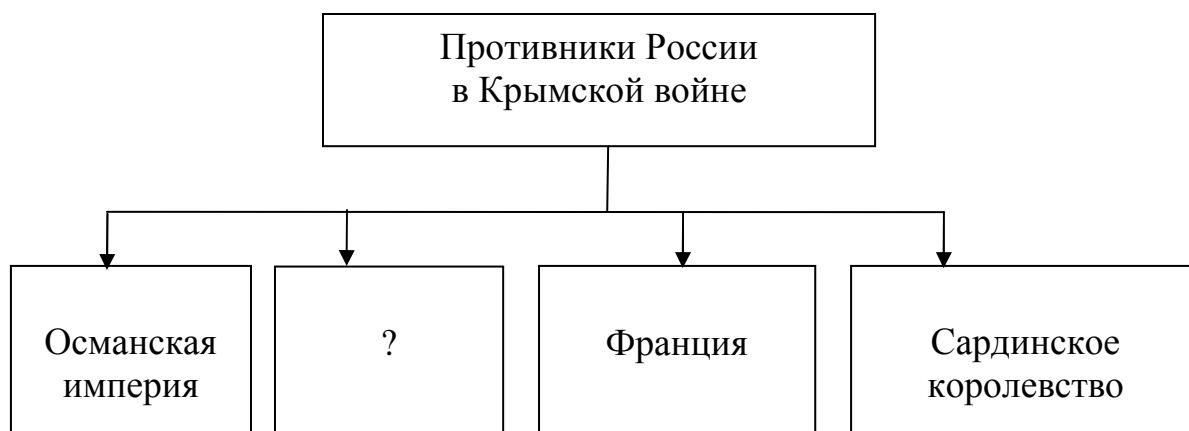 Противники России
в Крымской войне
Османская
империя
?
Франция
Сардинское
королевство